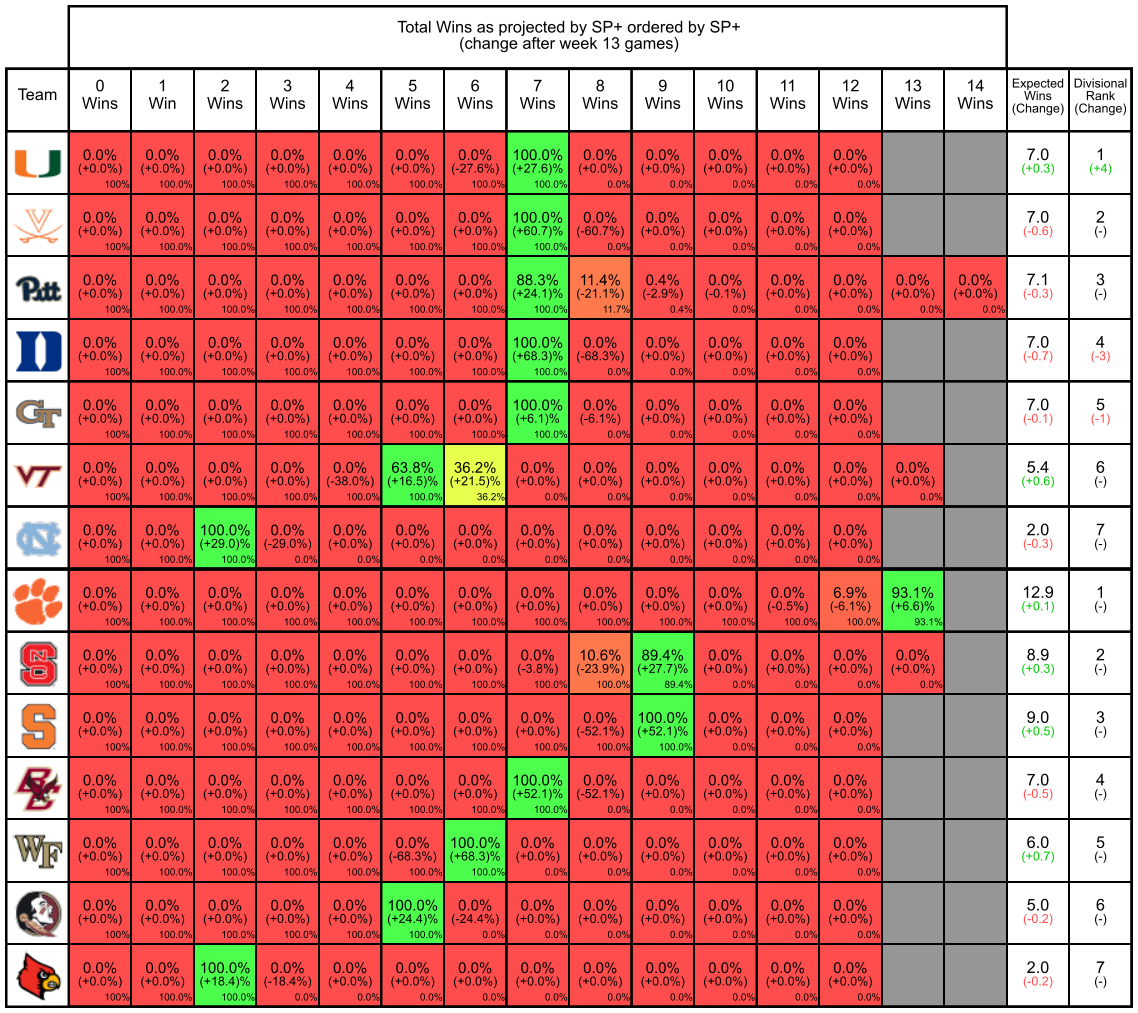 Total Wins as projected by SP+ ordered by SP+
(change after week 13 games)
Team 0 Wins 1 Win 2 Wins 3 Wins 4 Wins 5 Wins 6 Wins 7 Wins 8 Wins 9 Wins 10 Wins 11 Wins 12 Wins 13 Wins 14 Wins Expected Wins (Change) Divisional Rank (Change)
U 0.0% 0.0% 0.0% 0.0% 0.0% 0.0% 0.0% 100.0% 0.0% 0.0% 0.0% 0.0% 0.0% 7.0 1
(+0.0%) (+0.0%) (+0.0%) (+0.0%) (+0.0%) (+0.0%) (-27.6%) (+27.6)% (+0.0%) (+0.0%) (+0.0%) (+0.0%) (+0.0%) (+0.3) (+4)
100% 100.0% 100.0% 100.0% 100.0% 100.0% 100.0% 100.0% 0.0% 0.0% 0.0% 0.0% 0.0%
V 0.0% 0.0% 0.0% 0.0% 0.0% 0.0% 0.0% 100.0% 0.0% 0.0% 0.0% 0.0% 0.0% 7.0 2
(+0.0%) (+0.0%) (+0.0%) (+0.0%) (+0.0%) (+0.0%) (+0.0%) (+60.7)% (-60.7%) (+0.0%) (+0.0%) (+0.0%) (+0.0%) (-0.6) (-)
100% 100.0% 100.0% 100.0% 100.0% 100.0% 100.0% 100.0% 0.0% 0.0% 0.0% 0.0% 0.0%
Pitt 0.0% 0.0% 0.0% 0.0% 0.0% 0.0% 0.0% 88.3% 11.4% 0.4% 0.0% 0.0% 0.0% 0.0% 0.0% 7.1 3
(+0.0%) (+0.0%) (+0.0%) (+0.0%) (+0.0%) (+0.0%) (+0.0%) (+24.1)% (-21.1%) (-2.9%) (-0.1%) (+0.0%) (+0.0%) (+0.0%) (+0.0%) (-0.3) (-)
100% 100.0% 100.0% 100.0% 100.0% 100.0% 100.0% 100.0% 11.7% 0.4% 0.0% 0.0% 0.0% 0.0% 0.0%
D 0.0% 0.0% 0.0% 0.0% 0.0% 0.0% 0.0% 100.0% 0.0% 0.0% 0.0% 0.0% 0.0% 7.0 4
(+0.0%) (+0.0%) (+0.0%) (+0.0%) (+0.0%) (+0.0%) (+0.0%) (+68.3)% (-68.3%) (+0.0%) (+0.0%) (+0.0%) (+0.0%) (-0.7) (-3)
100% 100.0% 100.0% 100.0% 100.0% 100.0% 100.0% 100.0% 0.0% 0.0% 0.0% 0.0% 0.0%
GT 0.0% 0.0% 0.0% 0.0% 0.0% 0.0% 0.0% 100.0% 0.0% 0.0% 0.0% 0.0% 0.0% 7.0 5
(+0.0%) (+0.0%) (+0.0%) (+0.0%) (+0.0%) (+0.0%) (+0.0%) (+6.1)% (-6.1%) (+0.0%) (+0.0%) (+0.0%) (+0.0%) (-0.1) (-1)
100% 100.0% 100.0% 100.0% 100.0% 100.0% 100.0% 100.0% 0.0% 0.0% 0.0% 0.0% 0.0%
VT 0.0% 0.0% 0.0% 0.0% 0.0% 63.8% 36.2% 0.0% 0.0% 0.0% 0.0% 0.0% 0.0% 0.0% 5.4 6
(+0.0%) (+0.0%) (+0.0%) (+0.0%) (-38.0%) (+16.5)% (+21.5)% (+0.0%) (+0.0%) (+0.0%) (+0.0%) (+0.0%) (+0.0%) (+0.0%) (+0.6) (-)
100% 100.0% 100.0% 100.0% 100.0% 100.0% 36.2% 0.0% 0.0% 0.0% 0.0% 0.0% 0.0% 0.0%
NC 0.0% 0.0% 100.0% 0.0% 0.0% 0.0% 0.0% 0.0% 0.0% 0.0% 0.0% 0.0% 0.0% 2.0 7
(+0.0%) (+0.0%) (+29.0)% (-29.0%) (+0.0%) (+0.0%) (+0.0%) (+0.0%) (+0.0%) (+0.0%) (+0.0%) (+0.0%) (+0.0%) (-0.3) (-)
100% 100.0% 100.0% 0.0% 0.0% 0.0% 0.0% 0.0% 0.0% 0.0% 0.0% 0.0% 0.0%
0.0% 0.0% 0.0% 0.0% 0.0% 0.0% 0.0% 0.0% 0.0% 0.0% 0.0% 0.0% 6.9% 93.1% 12.9 1
(+0.0%) (+0.0%) (+0.0%) (+0.0%) (+0.0%) (+0.0%) (+0.0%) (+0.0%) (+0.0%) (+0.0%) (+0.0%) (-0.5%) (-6.1%) (+6.6)% (+0.1) (-)
100% 100.0% 100.0% 100.0% 100.0% 100.0% 100.0% 100.0% 100.0% 100.0% 100.0% 100.0% 100.0% 93.1%
NCS 0.0% 0.0% 0.0% 0.0% 0.0% 0.0% 0.0% 0.0% 10.6% 89.4% 0.0% 0.0% 0.0% 0.0% 8.9 2
(+0.0%) (+0.0%) (+0.0%) (+0.0%) (+0.0%) (+0.0%) (+0.0%) (-3.8%) (-23.9%) (+27.7)% (+0.0%) (+0.0%) (+0.0%) (+0.0%) (+0.3) (-)
100% 100.0% 100.0% 100.0% 100.0% 100.0% 100.0% 100.0% 100.0% 89.4% 0.0% 0.0% 0.0% 0.0%
S 0.0% 0.0% 0.0% 0.0% 0.0% 0.0% 0.0% 0.0% 0.0% 100.0% 0.0% 0.0% 0.0% 9.0 3
(+0.0%) (+0.0%) (+0.0%) (+0.0%) (+0.0%) (+0.0%) (+0.0%) (+0.0%) (-52.1%) (+52.1)% (+0.0%) (+0.0%) (+0.0%) (+0.5) (-)
100% 100.0% 100.0% 100.0% 100.0% 100.0% 100.0% 100.0% 100.0% 100.0% 0.0% 0.0% 0.0%
BC 0.0% 0.0% 0.0% 0.0% 0.0% 0.0% 0.0% 100.0% 0.0% 0.0% 0.0% 0.0% 0.0% 7.0 4
(+0.0%) (+0.0%) (+0.0%) (+0.0%) (+0.0%) (+0.0%) (+0.0%) (+52.1)% (-52.1%) (+0.0%) (+0.0%) (+0.0%) (+0.0%) (-0.5) (-)
100% 100.0% 100.0% 100.0% 100.0% 100.0% 100.0% 100.0% 0.0% 0.0% 0.0% 0.0% 0.0%
WF 0.0% 0.0% 0.0% 0.0% 0.0% 0.0% 100.0% 0.0% 0.0% 0.0% 0.0% 0.0% 0.0% 6.0 5
(+0.0%) (+0.0%) (+0.0%) (+0.0%) (+0.0%) (-68.3%) (+68.3)% (+0.0%) (+0.0%) (+0.0%) (+0.0%) (+0.0%) (+0.0%) (+0.7) (-)
100% 100.0% 100.0% 100.0% 100.0% 100.0% 100.0% 0.0% 0.0% 0.0% 0.0% 0.0% 0.0%
0.0% 0.0% 0.0% 0.0% 0.0% 100.0% 0.0% 0.0% 0.0% 0.0% 0.0% 0.0% 0.0% 5.0 6
(+0.0%) (+0.0%) (+0.0%) (+0.0%) (+0.0%) (+24.4)% (-24.4%) (+0.0%) (+0.0%) (+0.0%) (+0.0%) (+0.0%) (+0.0%) (-0.2) (-)
100% 100.0% 100.0% 100.0% 100.0% 100.0% 0.0% 0.0% 0.0% 0.0% 0.0% 0.0% 0.0%
0.0% 0.0% 100.0% 0.0% 0.0% 0.0% 0.0% 0.0% 0.0% 0.0% 0.0% 0.0% 0.0% 2.0 7
(+0.0%) (+0.0%) (+18.4)% (-18.4%) (+0.0%) (+0.0%) (+0.0%) (+0.0%) (+0.0%) (+0.0%) (+0.0%) (+0.0%) (+0.0%) (-0.2) (-)
100% 100.0% 100.0% 0.0% 0.0% 0.0% 0.0% 0.0% 0.0% 0.0% 0.0% 0.0% 0.0%